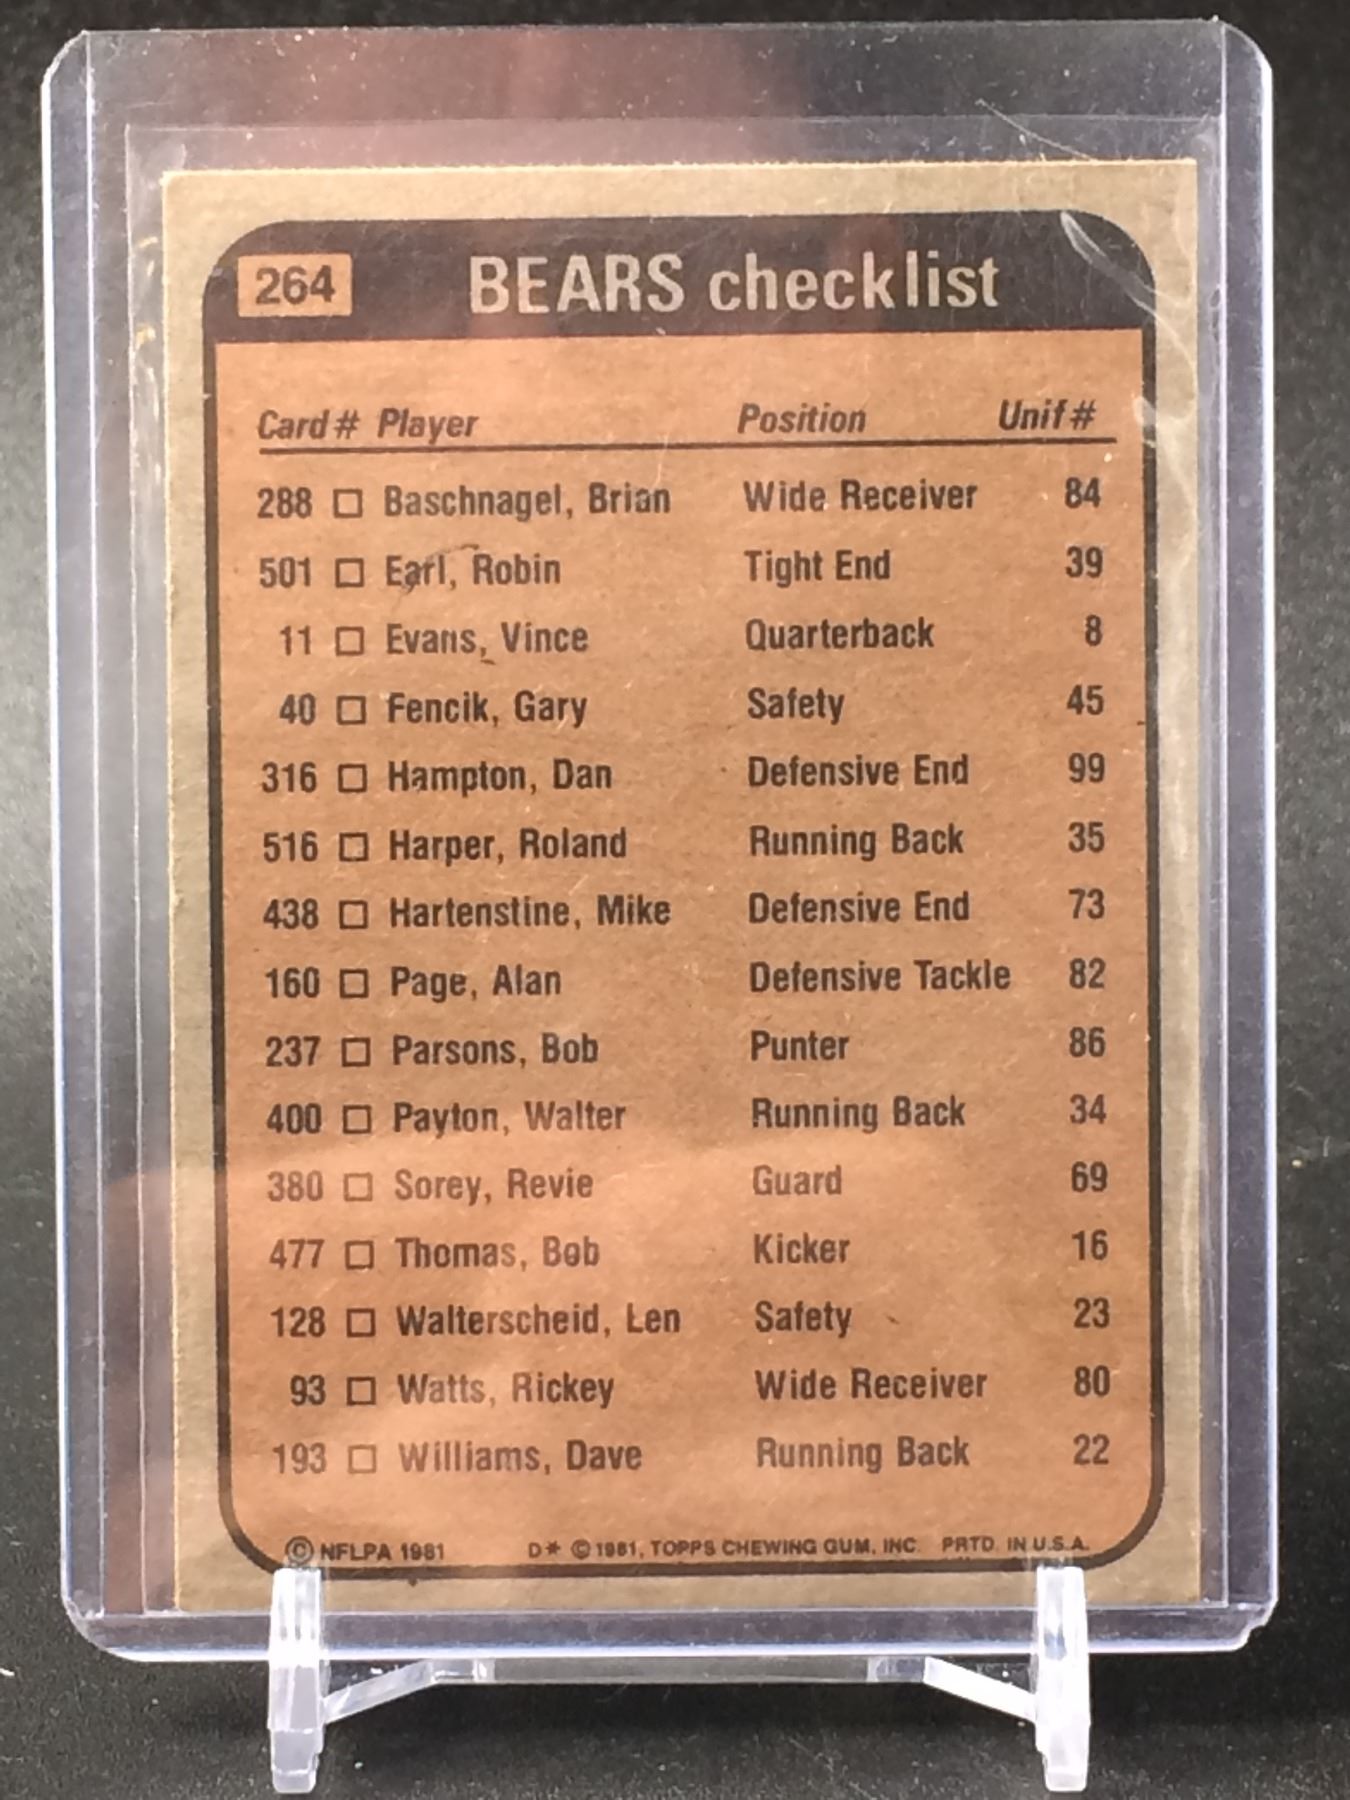 264 BEARS checklist
Card # Player Position Unif #
288 □ Baschnagel, Brian Wide Receiver 84
501 □ Earl, Robin Tight End 39
11 □ Evans, Vince Quarterback 8
40 □ Fencik, Gary Safety 45
316 □ Hampton, Dan Defensive End 99
516 □ Harper, Roland Running Back 35
438 □ Hartenstine, Mike Defensive End 73
160 □ Page, Alan Defensive Tackle 82
237 □ Parsons, Bob Punter 86
400 □ Payton, Walter Running Back 34
380 □ Sorey, Revie Guard 69
477 □ Thomas, Bob Kicker 16
128 □ Walterscheid, Len Safety 23
93 □ Watts, Rickey Wide Receiver 80
193 □ Williams, Dave Running Back 22
© NFLPA 1981 D* © 1981, TOPPS CHEWING GUM, INC. PRTD. IN U.S.A.